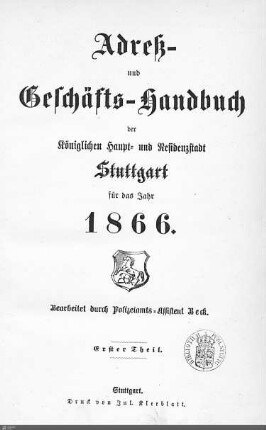 Adreß-
und
Geschäfts-Handbuch
der
Königlichen Haupt- und Residenzstadt
Stuttgart
für das Jahr
1866.
Bearbeitet durch Polizeiamts-Assistent Beck.
Erster Theil.
Stuttgart.
Druck von Jul. Kleeblatt.